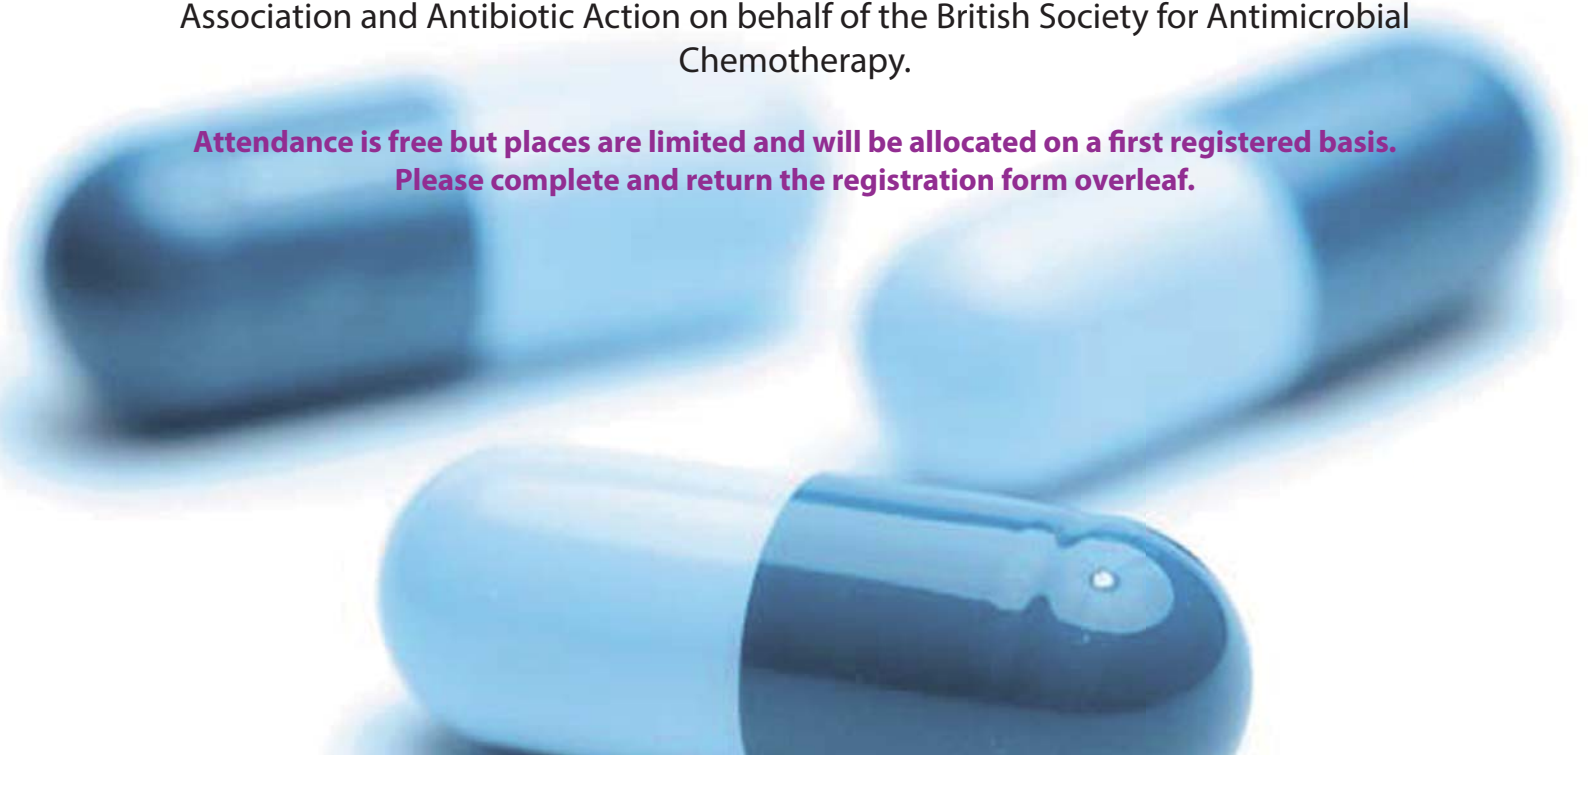 Association and Antibiotic Action on behalf of the British Society for Antimicrobial
Chemotherapy.
Attendance is free but places are limited and will be allocated on a first registered basis.
Please complete and return the registration form overleaf.